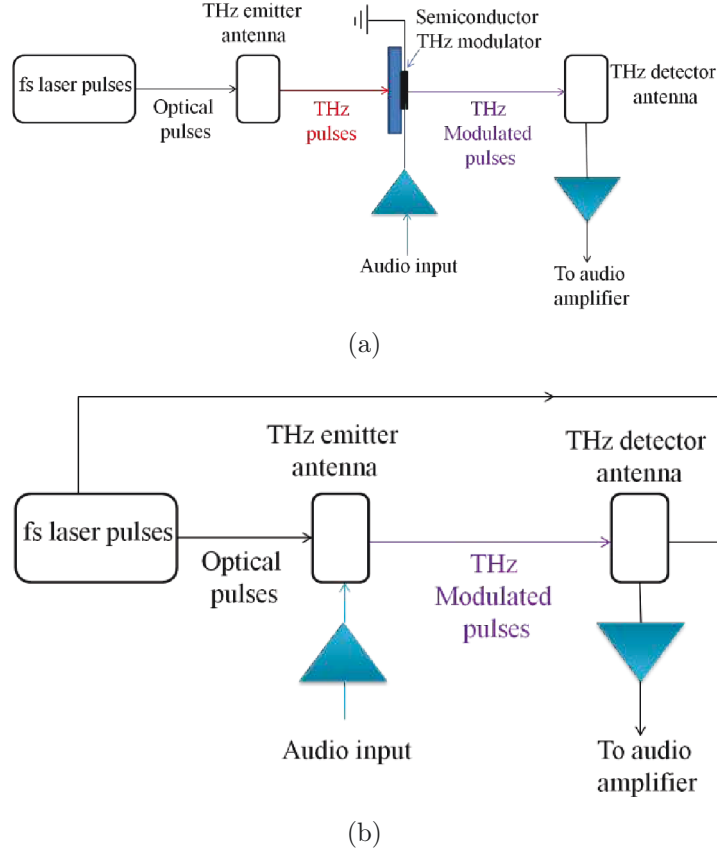 THz emitter
antenna
Semiconductor
THz modulator
fs laser pulses
Optical
pulses
THz
pulses
THz
Modulated
pulses
THz detector
antenna
Audio input
To audio
amplifier
(a)
THz emitter
antenna
THz detector
antenna
fs laser pulses
Optical
pulses
THz
Modulated
pulses
Audio input
To audio
amplifier
(b)